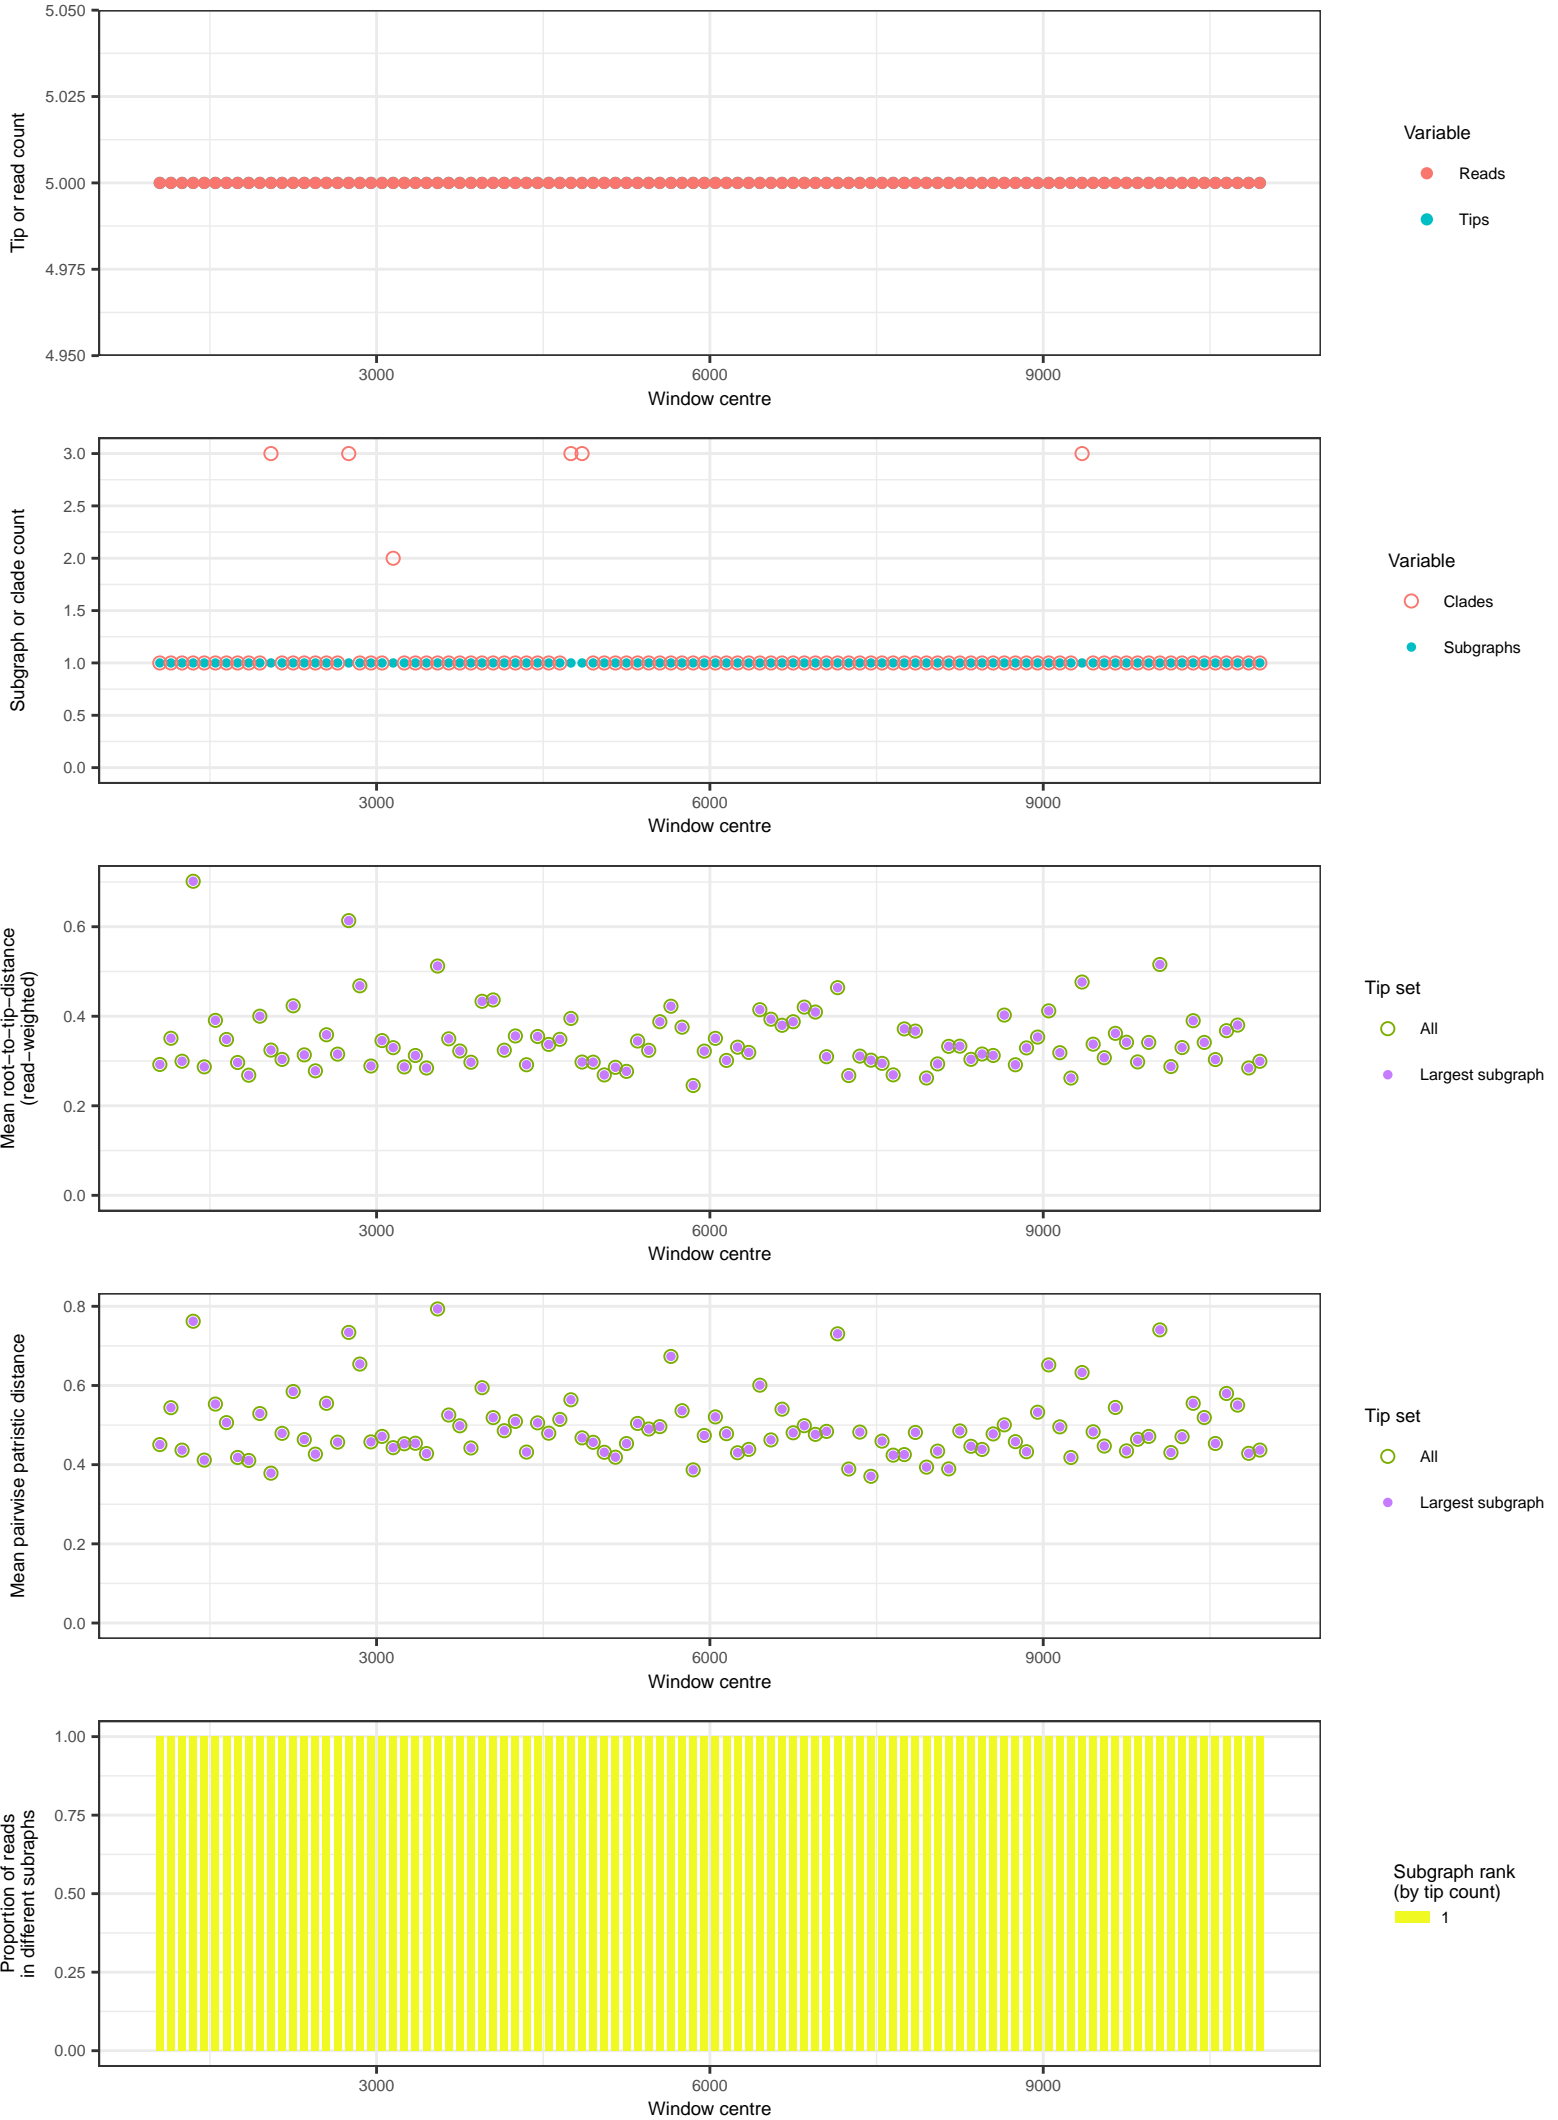 5.050
5.025
5.000
4.975
4.950
Tip or read count
3000
6000
9000
Window centre
Variable
Reads
Tips
3.0
2.5
2.0
1.5
1.0
0.5
0.0
Subgraph or clade count
3000
6000
9000
Window centre
Variable
Clades
Subgraphs
0.6
0.4
0.2
0.0
Mean root−to−tip−distance
(read−weighted)
3000
6000
9000
Window centre
Tip set
All
Largest subgraph
0.8
0.6
0.4
0.2
0.0
Mean pairwise patristic distance
3000
6000
9000
Window centre
Tip set
All
Largest subgraph
1.00
0.75
0.50
0.25
0.00
Proportion of reads
in different subraphs
3000
6000
9000
Window centre
Subgraph rank
(by tip count)
1